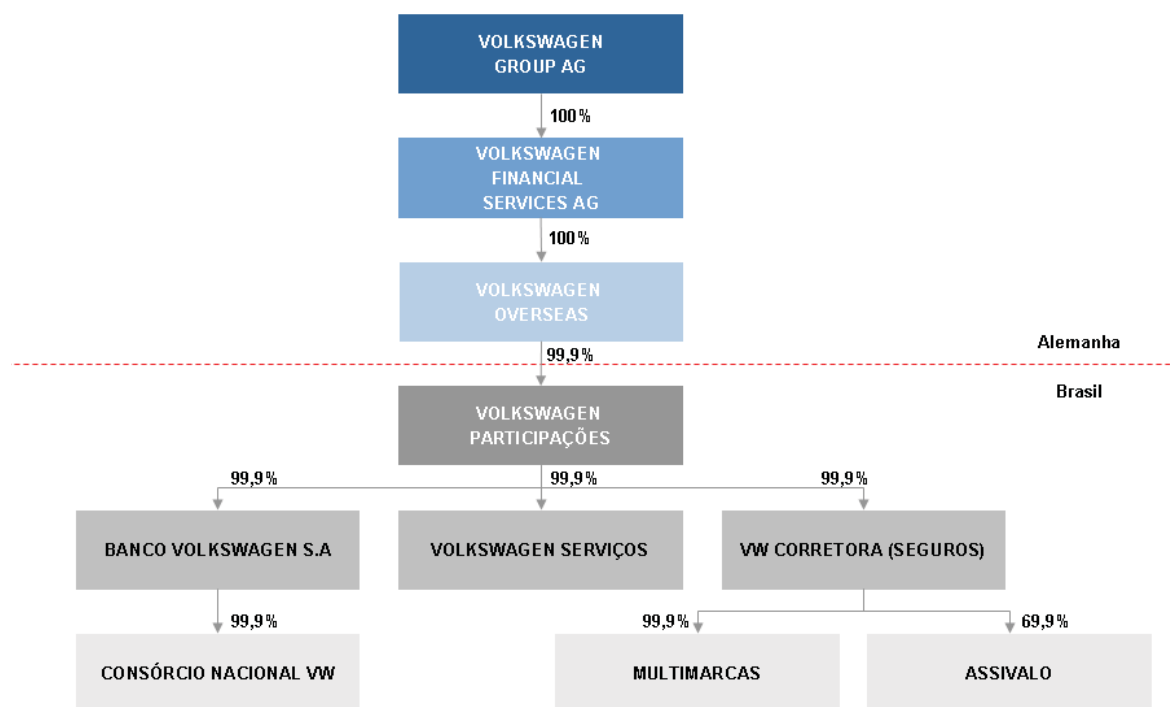 VOLKSWAGEN
GROUP AG
100%
VOLKSWAGEN
FINANCIAL
SERVICES AG
100%
VOLKSWAGEN
OVERSEAS
Alemanha
99,9%
Brasil
VOLKSWAGEN
PARTICIPAÇÕES
99,9%
99,9%
99,9%
BANCO VOLKSWAGEN S.A
VOLKSWAGEN SERVIÇOS
VW CORRETORA (SEGUROS)
99,9%
99,9%
69,9%
CONSÓRCIO NACIONAL VW
MULTIMARCAS
ASSIVALO